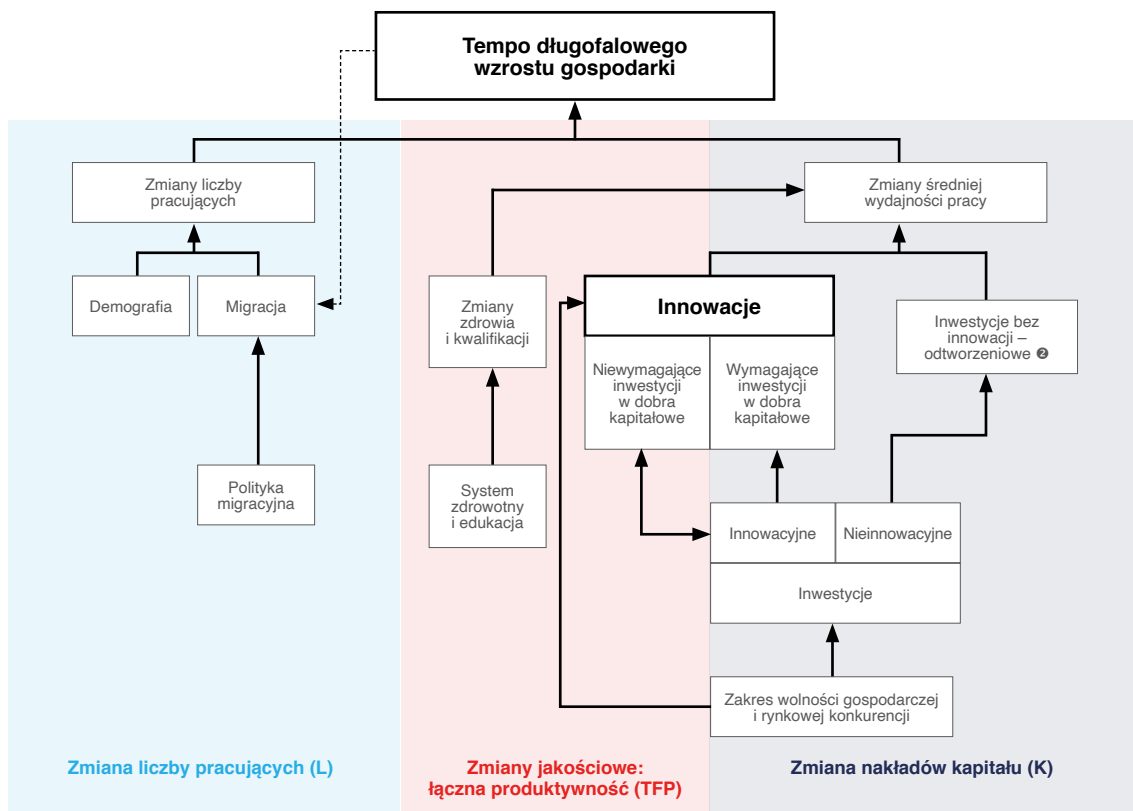 Tempo długofalowego
wzrostu gospodarki
Zmiany liczby
pracujących
Zmiany średniej
wydajności pracy
Demografia
Migracja
Zmiany
zdrowia
i kwalifikacji
Innowacje
Niewymagające
inwestycji
w dobra
kapitałowe
Wymagające
inwestycji
w dobra
kapitałowe
Inwestycje bez
innowacji –
odtworzeniowe ❷
Polityka
migracyjna
System
zdrowotny
i edukacja
Innowacyjne
Nieinnowacyjne
Inwestycje
Zakres wolności gospodarczej
i rynkowej konkurencji
Zmiana liczby pracujących (L)
Zmiany jakościowe:
łączna produktywność (TFP)
Zmiana nakładów kapitału (K)